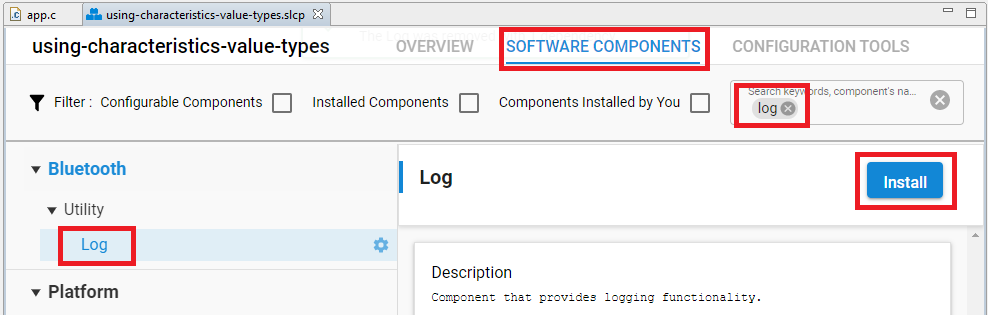 app.c
using-characteristics-value-types.slcp
using-characteristics-value-types
OVERVIEW
SOFTWARE COMPONENTS
CONFIGURATION TOOLS
Filter :
Configurable Components
Installed Components
Components Installed by You
Search keywords, component's na...
log
Bluetooth
Utility
Log
Platform
Log
Install
Description
Component that provides logging functionality.